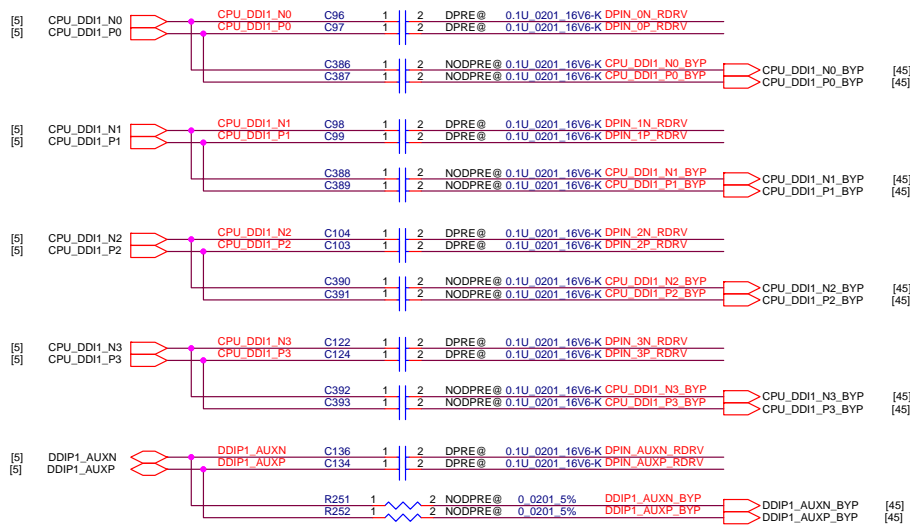 [5] CPU_DDI1_N0 CPU_DDI1_N0 C96 1 2 DPRE@ 0.1U_0201_16V6-K DPIN_0N_RDRV
[5] CPU_DDI1_P0 CPU_DDI1_P0 C97 1 2 DPRE@ 0.1U_0201_16V6-K DPIN_0P_RDRV
C386 1 2 NODPRE@ 0.1U_0201_16V6-K CPU_DDI1_N0_BYP CPU_DDI1_N0_BYP [45]
C387 1 2 NODPRE@ 0.1U_0201_16V6-K CPU_DDI1_P0_BYP CPU_DDI1_P0_BYP [45]
[5] CPU_DDI1_N1 CPU_DDI1_N1 C98 1 2 DPRE@ 0.1U_0201_16V6-K DPIN_1N_RDRV
[5] CPU_DDI1_P1 CPU_DDI1_P1 C99 1 2 DPRE@ 0.1U_0201_16V6-K DPIN_1P_RDRV
C388 1 2 NODPRE@ 0.1U_0201_16V6-K CPU_DDI1_N1_BYP CPU_DDI1_N1_BYP [45]
C389 1 2 NODPRE@ 0.1U_0201_16V6-K CPU_DDI1_P1_BYP CPU_DDI1_P1_BYP [45]
[5] CPU_DDI1_N2 CPU_DDI1_N2 C104 1 2 DPRE@ 0.1U_0201_16V6-K DPIN_2N_RDRV
[5] CPU_DDI1_P2 CPU_DDI1_P2 C103 1 2 DPRE@ 0.1U_0201_16V6-K DPIN_2P_RDRV
C390 1 2 NODPRE@ 0.1U_0201_16V6-K CPU_DDI1_N2_BYP CPU_DDI1_N2_BYP [45]
C391 1 2 NODPRE@ 0.1U_0201_16V6-K CPU_DDI1_P2_BYP CPU_DDI1_P2_BYP [45]
[5] CPU_DDI1_N3 CPU_DDI1_N3 C122 1 2 DPRE@ 0.1U_0201_16V6-K DPIN_3N_RDRV
[5] CPU_DDI1_P3 CPU_DDI1_P3 C124 1 2 DPRE@ 0.1U_0201_16V6-K DPIN_3P_RDRV
C392 1 2 NODPRE@ 0.1U_0201_16V6-K CPU_DDI1_N3_BYP CPU_DDI1_N3_BYP [45]
C393 1 2 NODPRE@ 0.1U_0201_16V6-K CPU_DDI1_P3_BYP CPU_DDI1_P3_BYP [45]
[5] DDIP1_AUXN DDIP1_AUXN C136 1 2 DPRE@ 0.1U_0201_16V6-K DPIN_AUXN_RDRV
[5] DDIP1_AUXP DDIP1_AUXP C134 1 2 DPRE@ 0.1U_0201_16V6-K DPIN_AUXP_RDRV
R251 1 2 NODPRE@ 0_0201_5% DDIP1_AUXN_BYP DDIP1_AUXN_BYP [45]
R252 1 2 NODPRE@ 0_0201_5% DDIP1_AUXP_BYP DDIP1_AUXP_BYP [45]